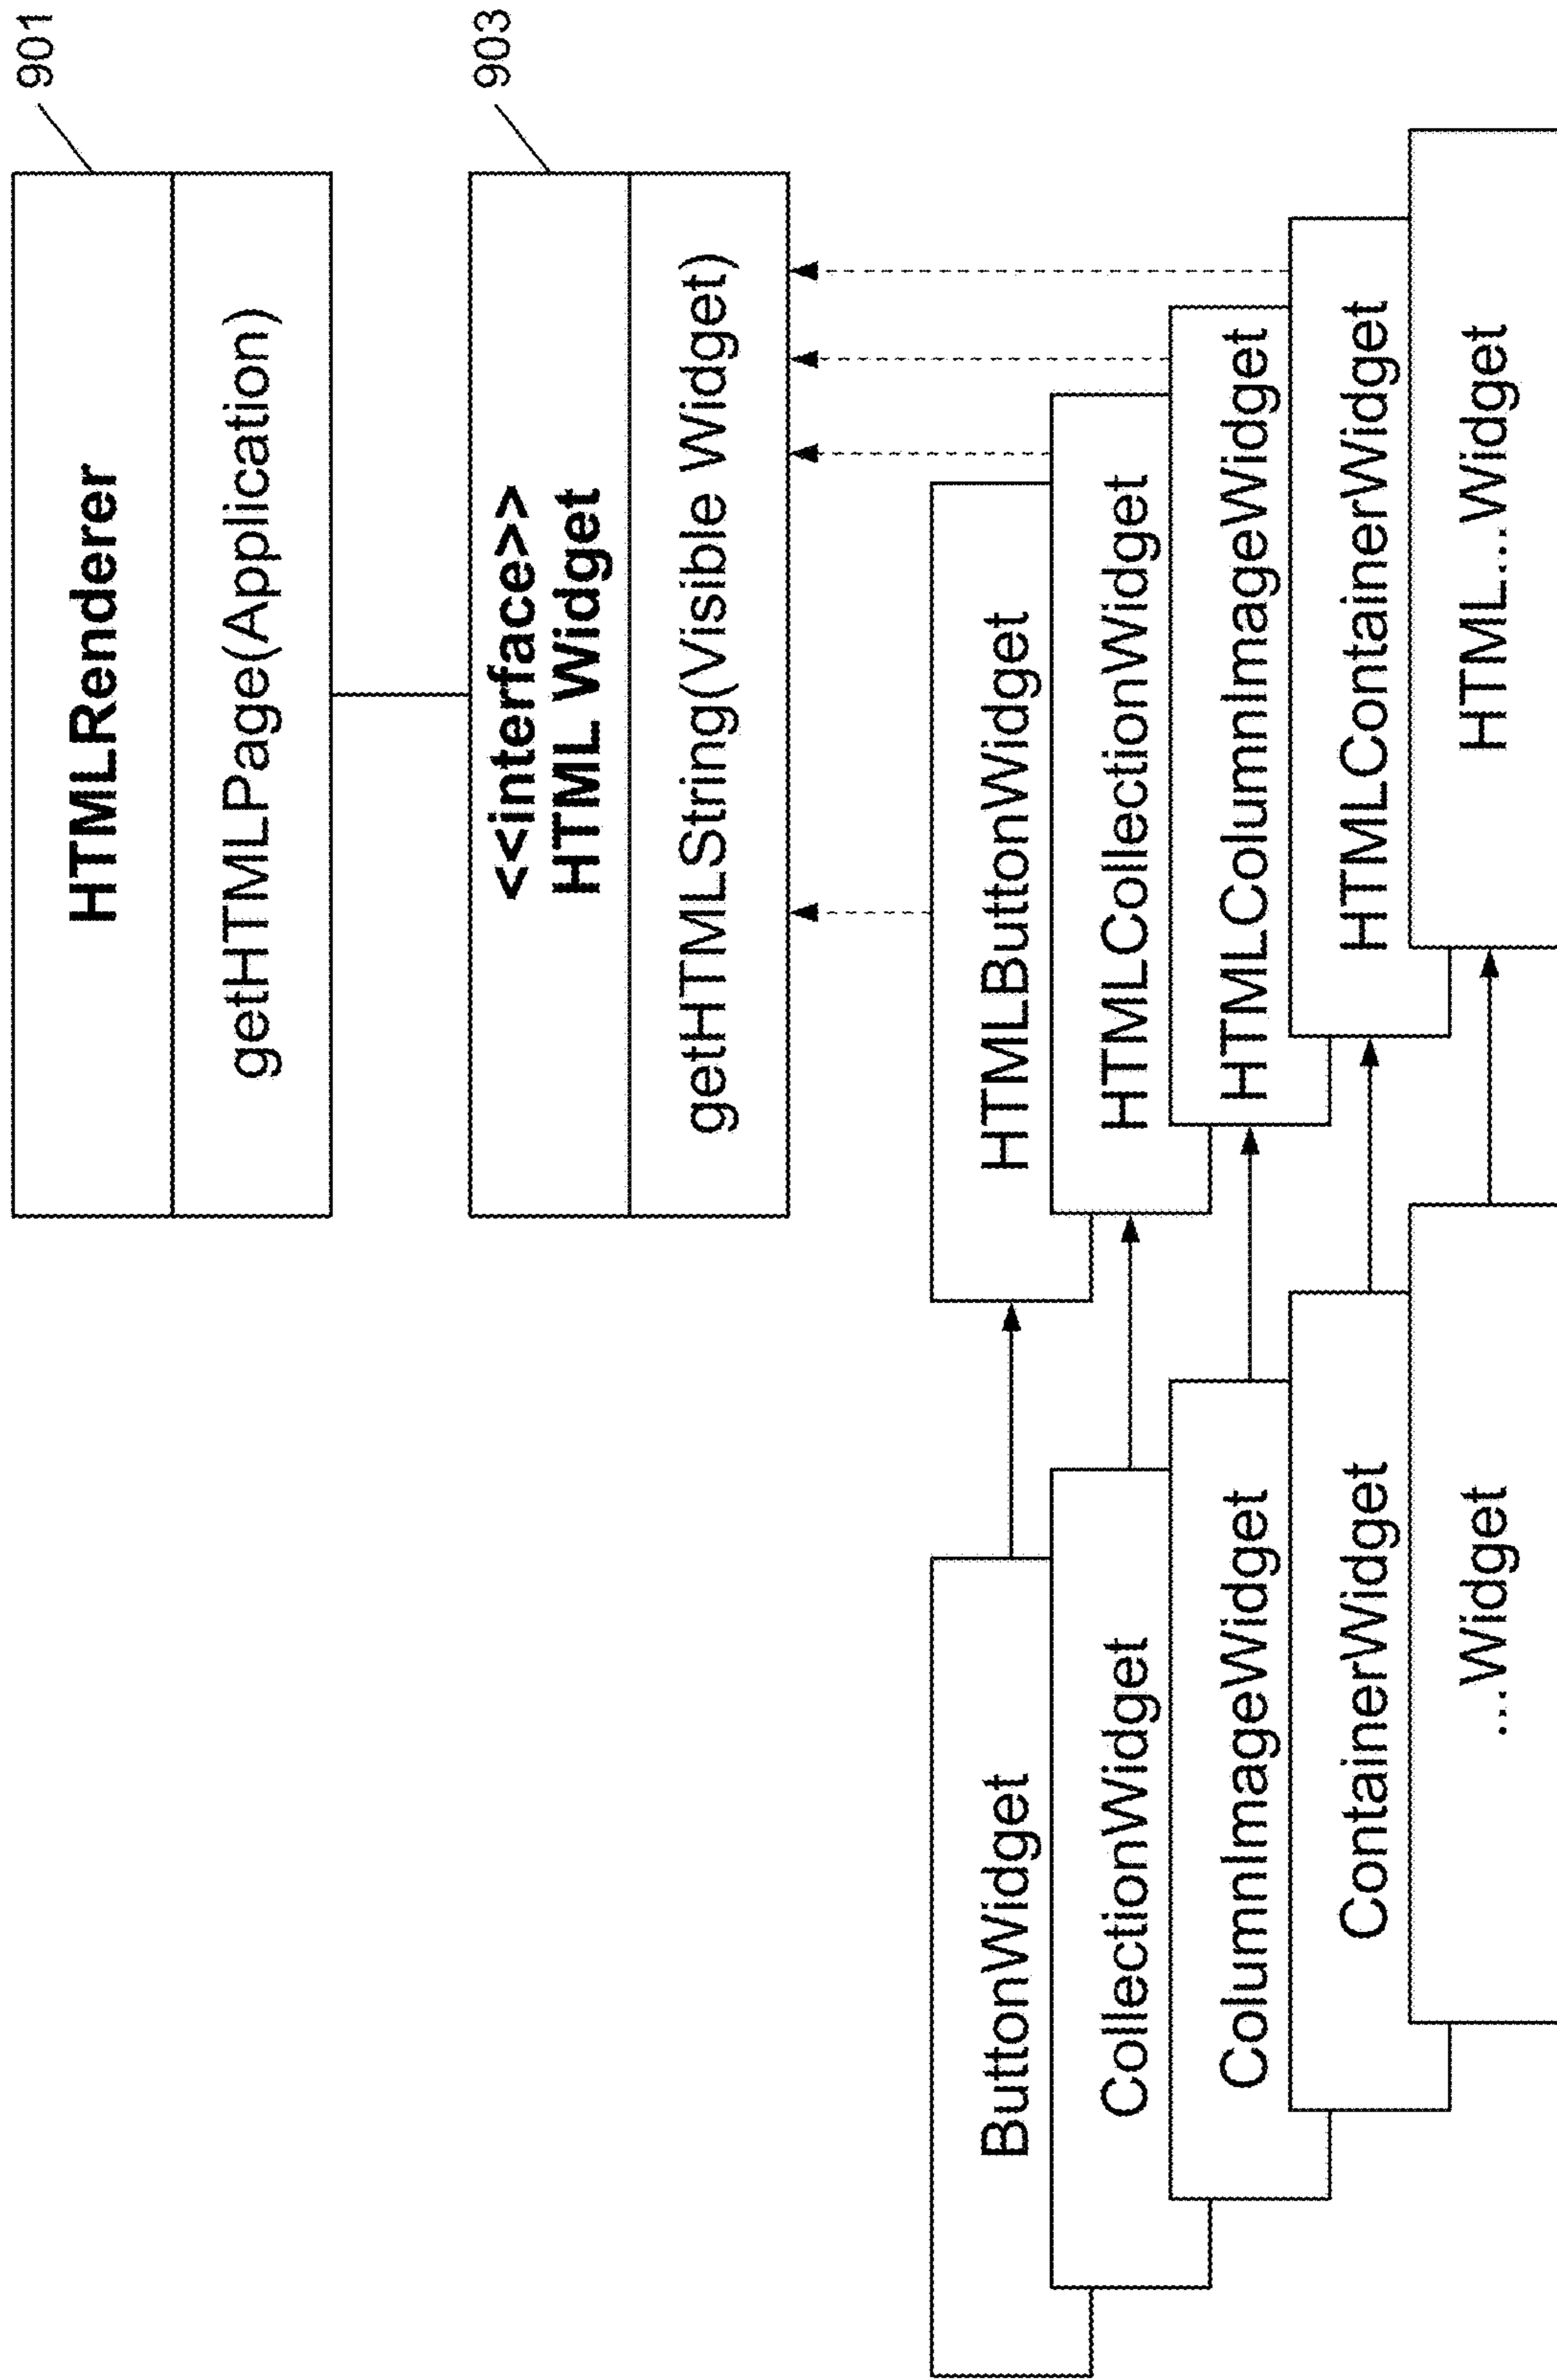 901
HTMLRenderer
getHTMLPage(Application)
903
<<interface>>
HTML Widget
getHTMLString(Visible Widget)
ButtonWidget
HTMLButtonWidget
CollectionWidget
HTMLCollectionWidget
ColumnImageWidget
HTMLColumnImageWidget
ContainerWidget
HTMLContainerWidget
...Widget
HTML...Widget